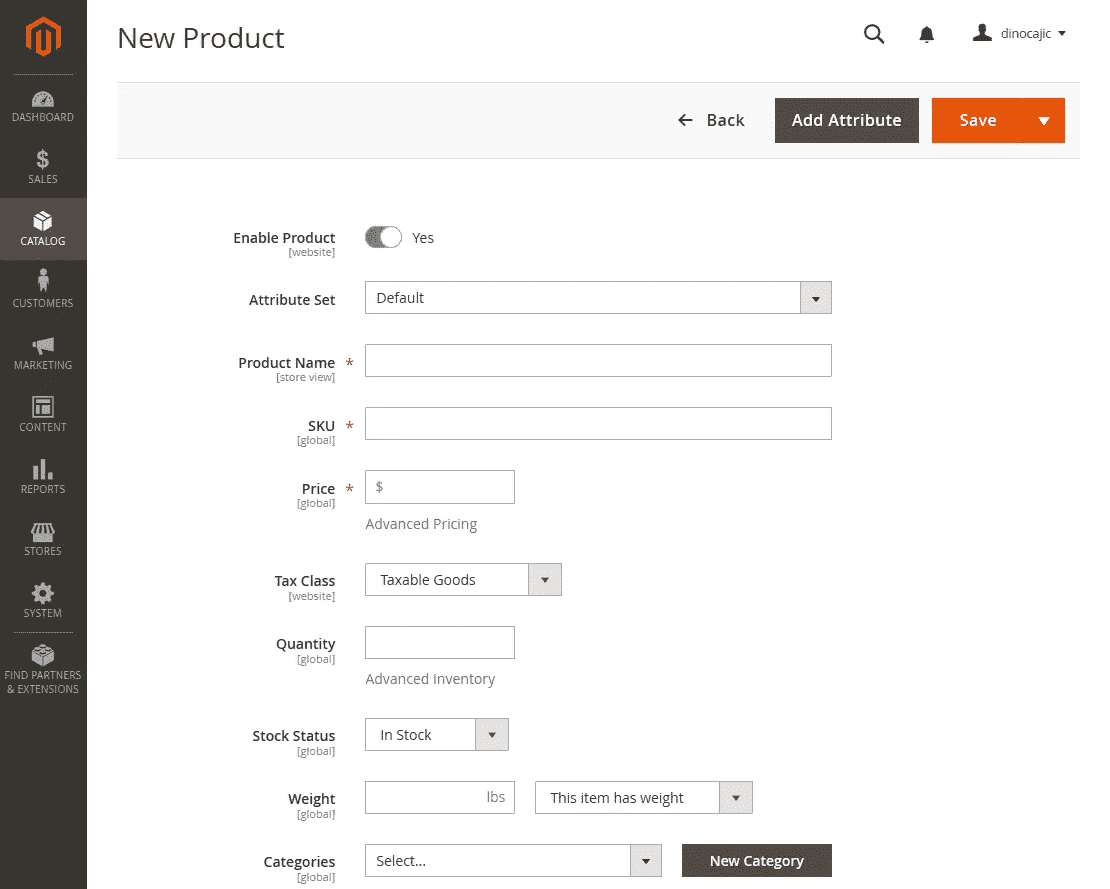 New Product
dinocajic
DASHBOARD
SALES
CATALOG
CUSTOMERS
MARKETING
CONTENT
REPORTS
STORES
SYSTEM
FIND PARTNERS
& EXTENSIONS
← Back
Add Attribute
Save
Enable Product
[website]
Yes
Attribute Set
Default
Product Name *
[store view]
SKU *
[global]
Price *
[global]
$
Advanced Pricing
Tax Class
[website]
Taxable Goods
Quantity
[global]
Advanced Inventory
Stock Status
[global]
In Stock
Weight
[global]
lbs
This item has weight
Categories
[global]
Select...
New Category